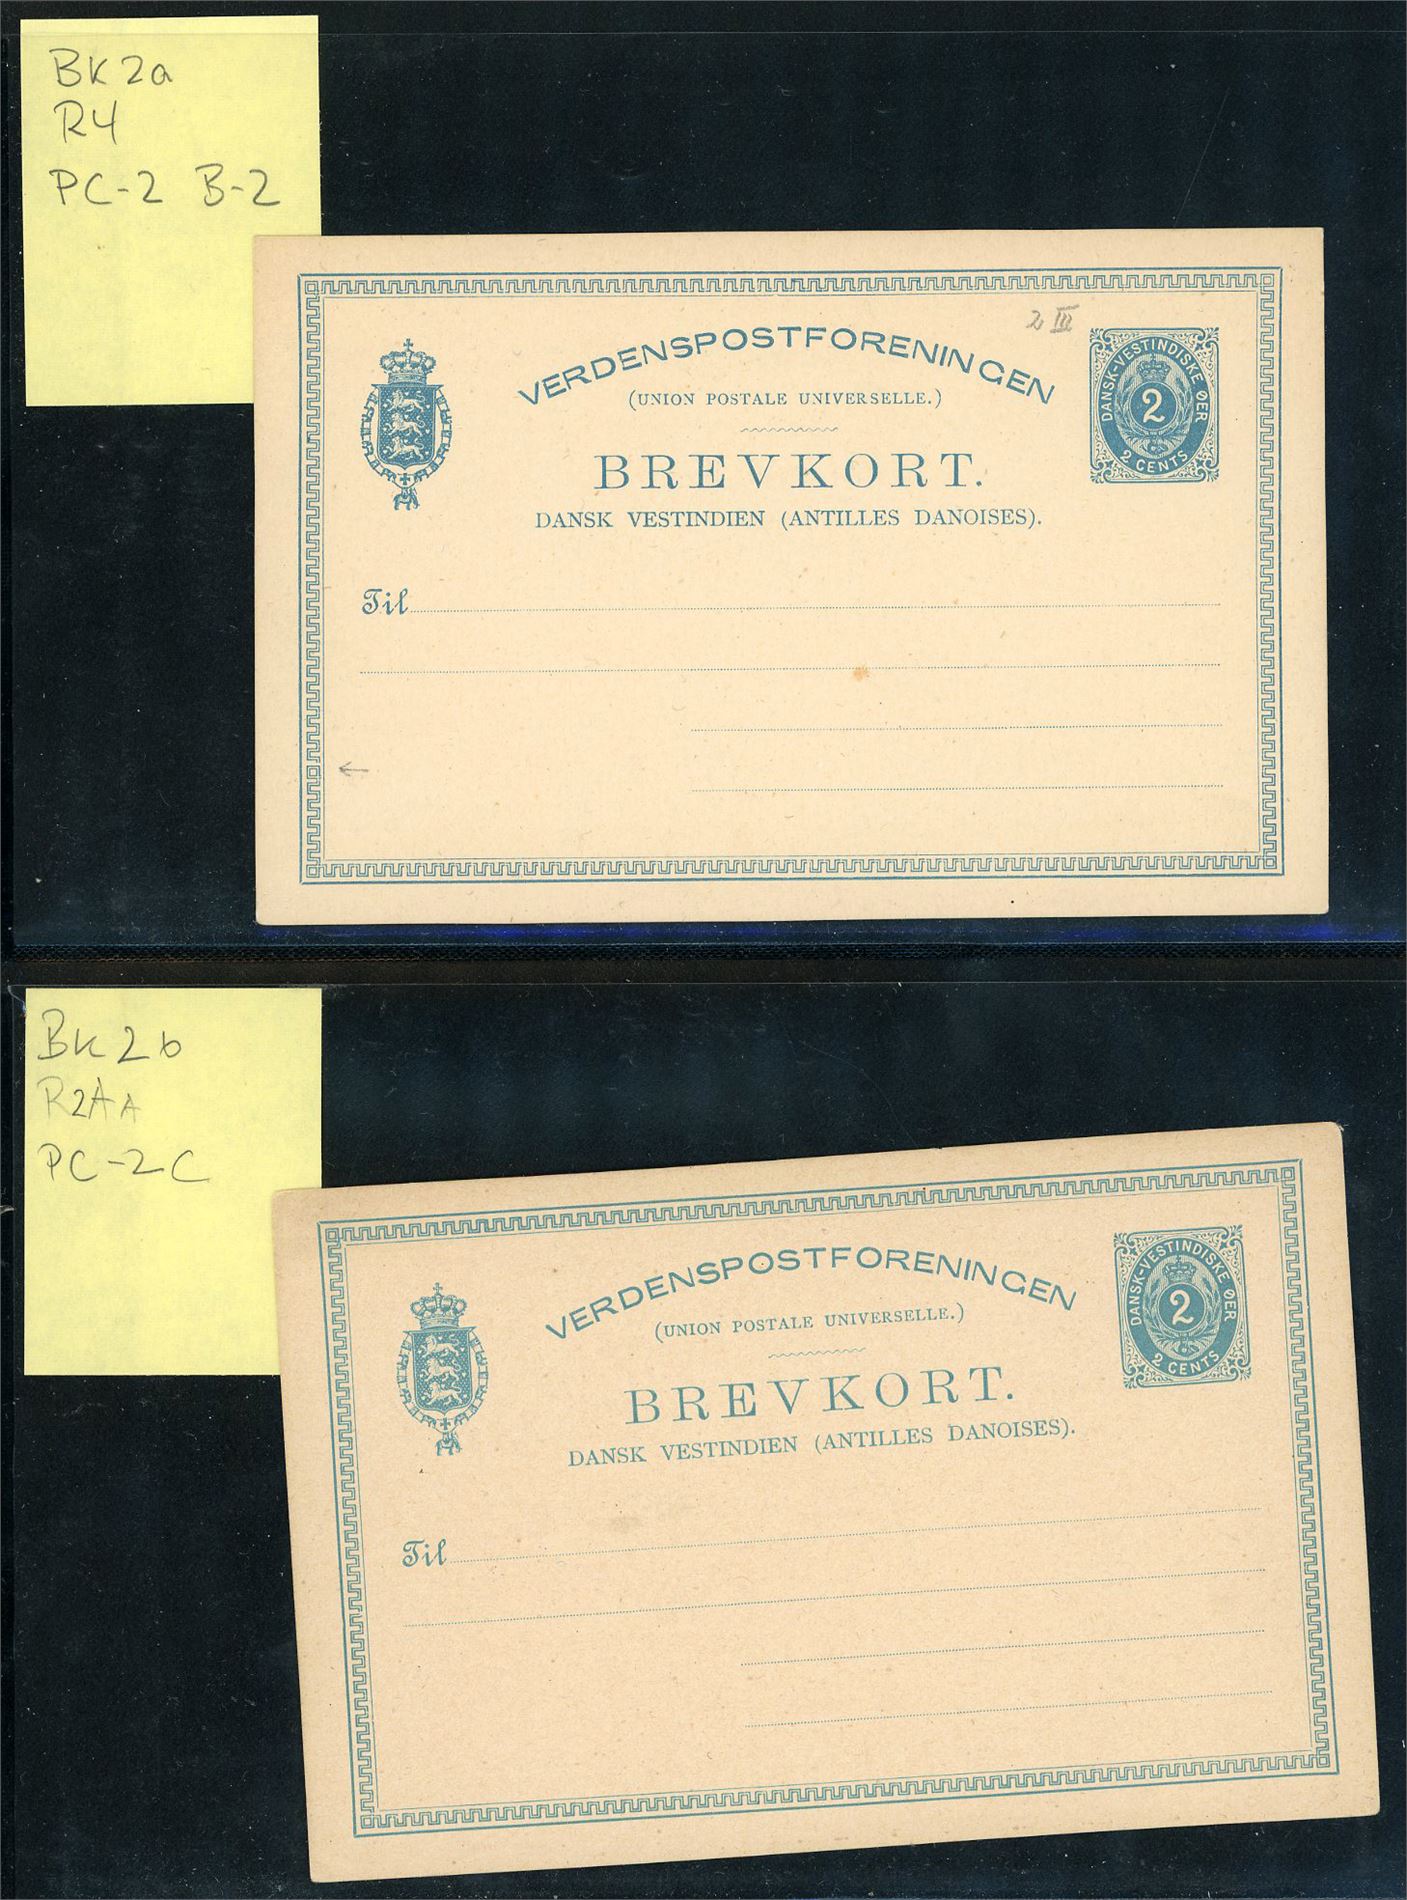 BK 2a
R4
PC-2 B-2
2 III
VERDENSPOSTFORENINGEN
(UNION POSTALE UNIVERSELLE.)
BREVKORT.
DANSK VESTINDIEN (ANTILLES DANOISES).
DANSK-VESTINDISKE ØER
2
2 CENTS
Til
BK 2b
R2AA
PC-2C
VERDENSPOSTFORENINGEN
(UNION POSTALE UNIVERSELLE.)
BREVKORT.
DANSK VESTINDIEN (ANTILLES DANOISES).
DANSK-VESTINDISKE ØER
2
2 CENTS
Til